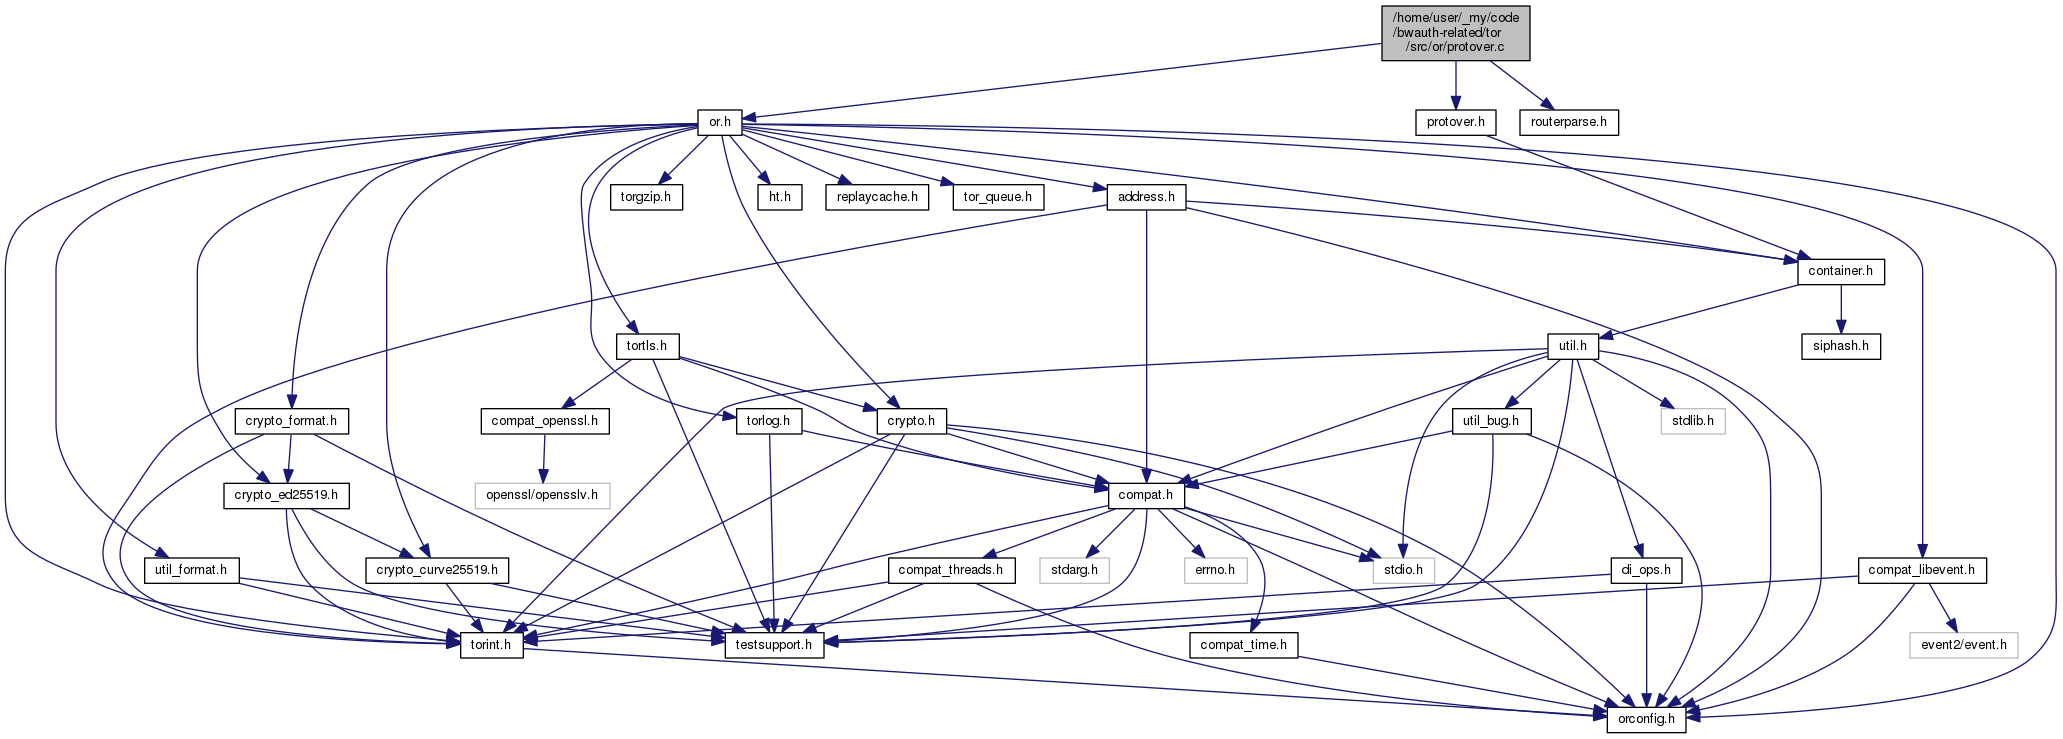 /home/user/_my/code
/bwauth-related/tor
/src/or/protover.c
or.h
protover.h
routerparse.h
torgzip.h
ht.h
replaycache.h
tor_queue.h
address.h
container.h
tortls.h
util.h
siphash.h
crypto_format.h
compat_openssl.h
torlog.h
crypto.h
util_bug.h
stdlib.h
crypto_ed25519.h
openssl/opensslv.h
compat.h
util_format.h
crypto_curve25519.h
compat_threads.h
stdarg.h
errno.h
stdio.h
di_ops.h
compat_libevent.h
torint.h
testsupport.h
compat_time.h
event2/event.h
orconfig.h